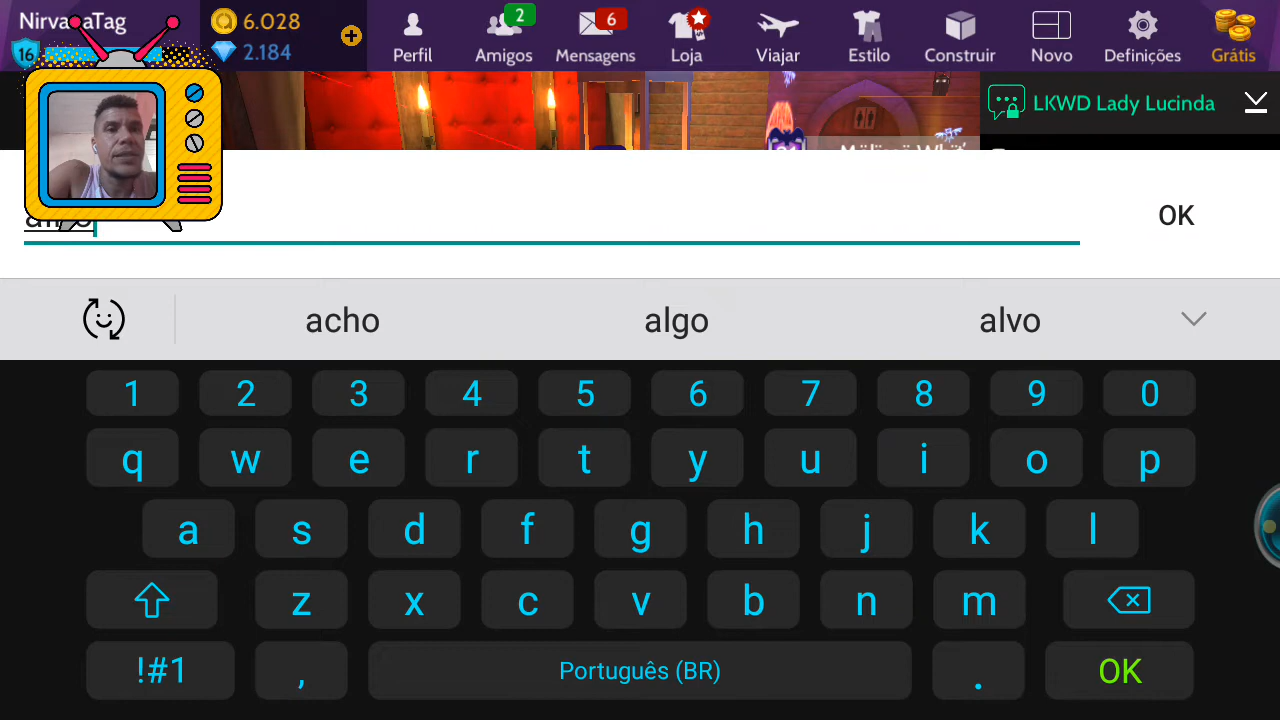 NirvanaTag
16
6.028
2.184
Perfil
2
Amigos
6
Mensagens
Loja
Viajar
Estilo
Construir
Novo
Definições
Grátis
LKWD Lady Lucinda
OK
acho
algo
alvo
1 2 3 4 5 6 7 8 9 0
q w e r t y u i o p
a s d f g h j k l
z x c v b n m
!#1 , Português (BR) . OK